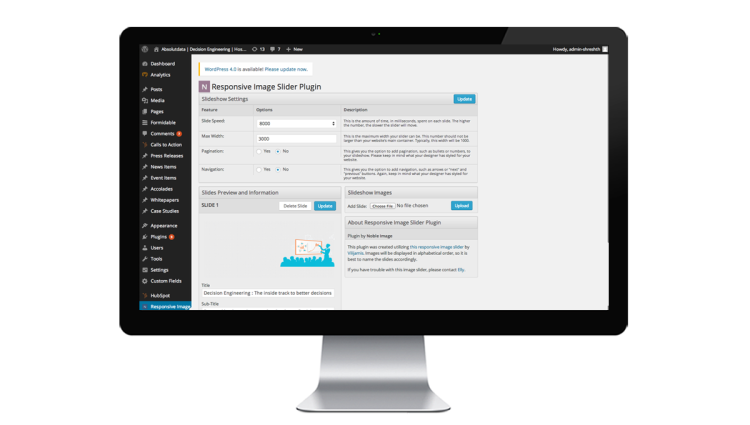 Absolutdata | Decision Engineering | Hos... 13 7 + New Howdy, admin-shreshth
Dashboard
Analytics
Posts
Media
Pages
Formidable
Comments
Calls to Action
Press Releases
News Items
Event Items
Accolades
Whitepapers
Case Studies
Appearance
Plugins
Users
Tools
Settings
Custom Fields
HubSpot
Responsive Image
WordPress 4.0 is available! Please update now.
N Responsive Image Slider Plugin
Slideshow Settings Update
Feature Options Description
Slide Speed: 8000 This is the amount of time, in milliseconds, spent on each slide. The higher
the number, the slower the slider will move.
Max Width: 3000 This is the maximum width your slider can be. This number should not be
larger than your website's main container. Typically, this width will be 1000.
Pagination: Yes No This gives you the option to add pagination, such as bullets or numbers, to
your slideshow. Please keep in mind what your designer has styled for your
website.
Navigation: Yes No This gives you the option to add navigation, such as arrows or "next" and
"previous" buttons. Again, keep in mind what your designer has styled for
your website.
Slides Preview and Information
SLIDE 1 Delete Slide Update
Title
Decision Engineering : The inside track to better decisions
Sub-Title
Slideshow Images
Add Slide: Choose File No file chosen Upload
About Responsive Image Slider Plugin
Plugin by Noble Image
This plugin was created utilizing this responsive image slider by
Viljamis. Images will be displayed in alphabetical order, so it is
best to name the slides accordingly.
If you have trouble with this image slider, please contact Elly.